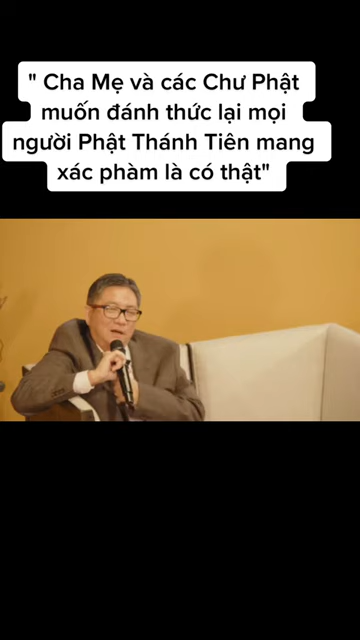 " Cha Mẹ và các Chư Phật
muốn đánh thức lại mọi
người Phật Thánh Tiên mang
xác phàm là có thật"